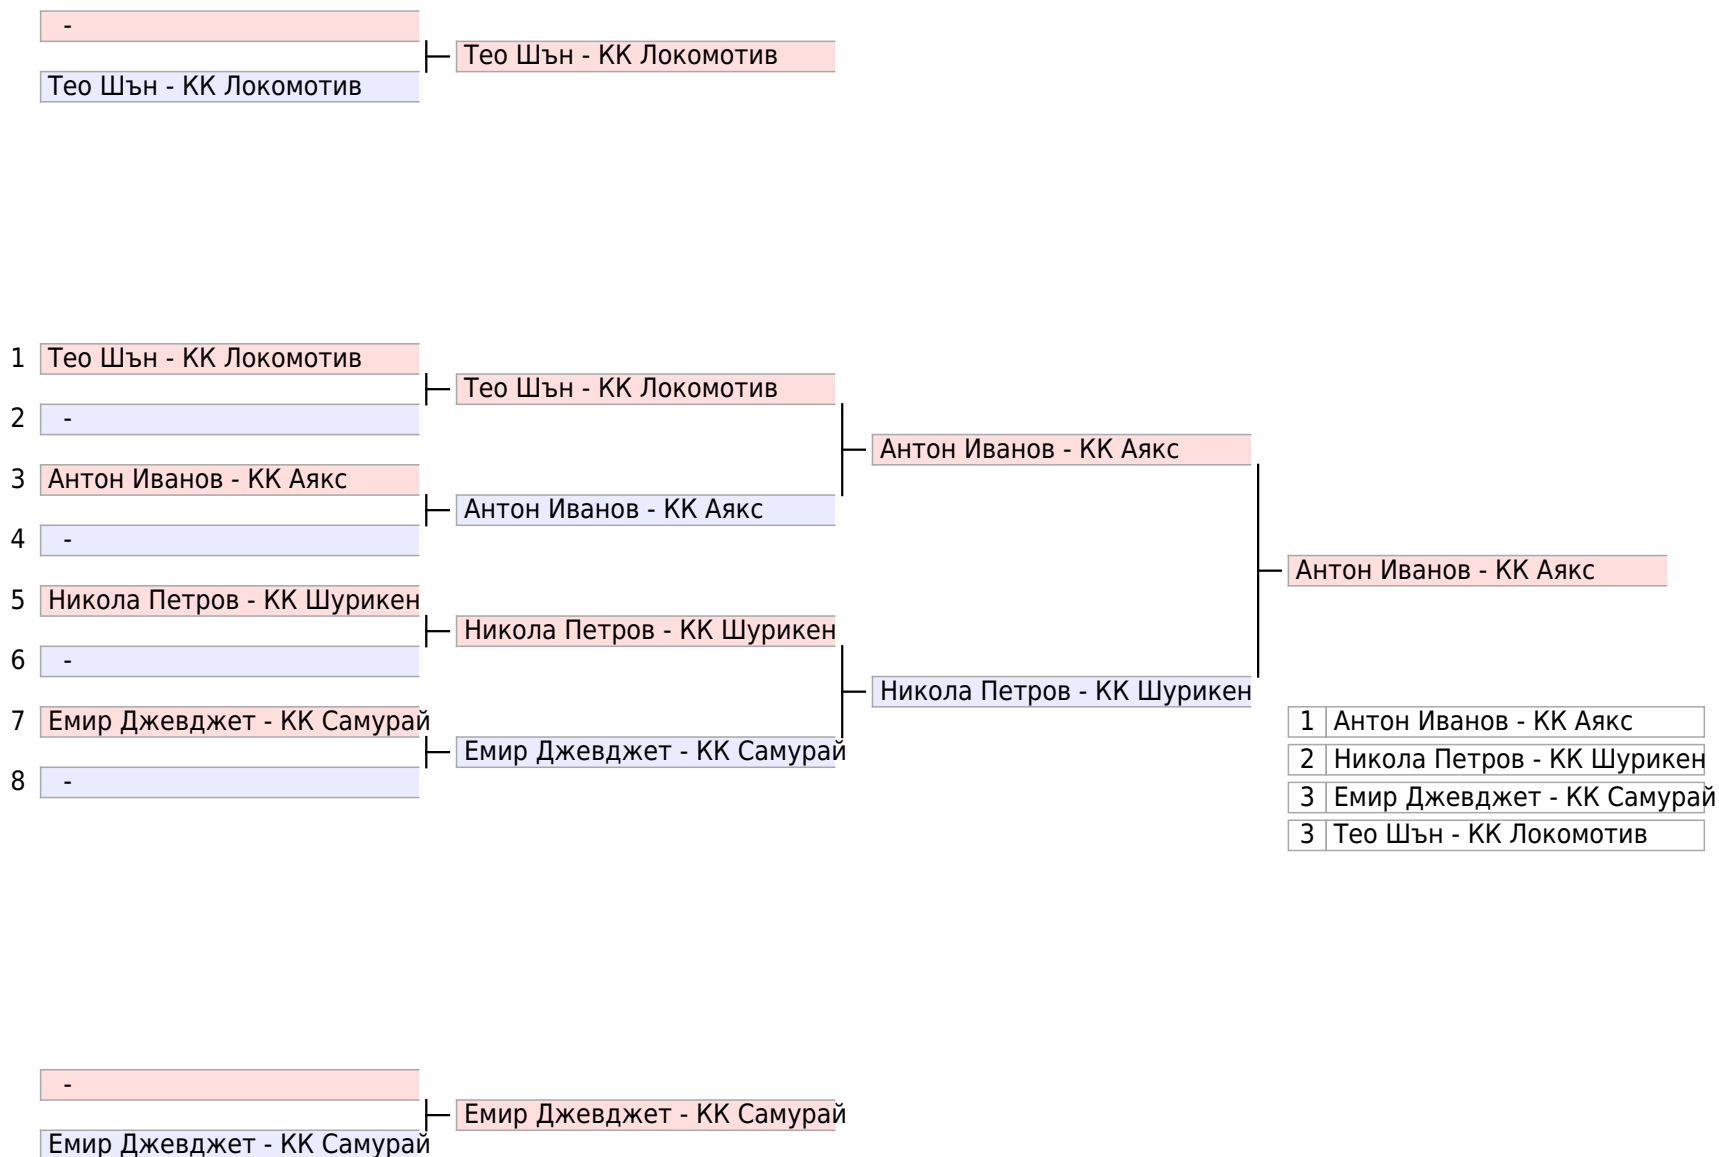 -
Тео Шън - КК Локомотив
Тео Шън - КК Локомотив
1 Тео Шън - КК Локомотив
Тео Шън - КК Локомотив
2 -
Антон Иванов - КК Аякс
3 Антон Иванов - КК Аякс
Антон Иванов - КК Аякс
4 -
Антон Иванов - КК Аякс
5 Никола Петров - КК Шурикен
Никола Петров - КК Шурикен
6 -
Никола Петров - КК Шурикен
7 Емир Джевджет - КК Самурай
Емир Джевджет - КК Самурай
8 -
1 Антон Иванов - КК Аякс
2 Никола Петров - КК Шурикен
3 Емир Джевджет - КК Самурай
3 Тео Шън - КК Локомотив
-
Емир Джевджет - КК Самурай
Емир Джевджет - КК Самурай